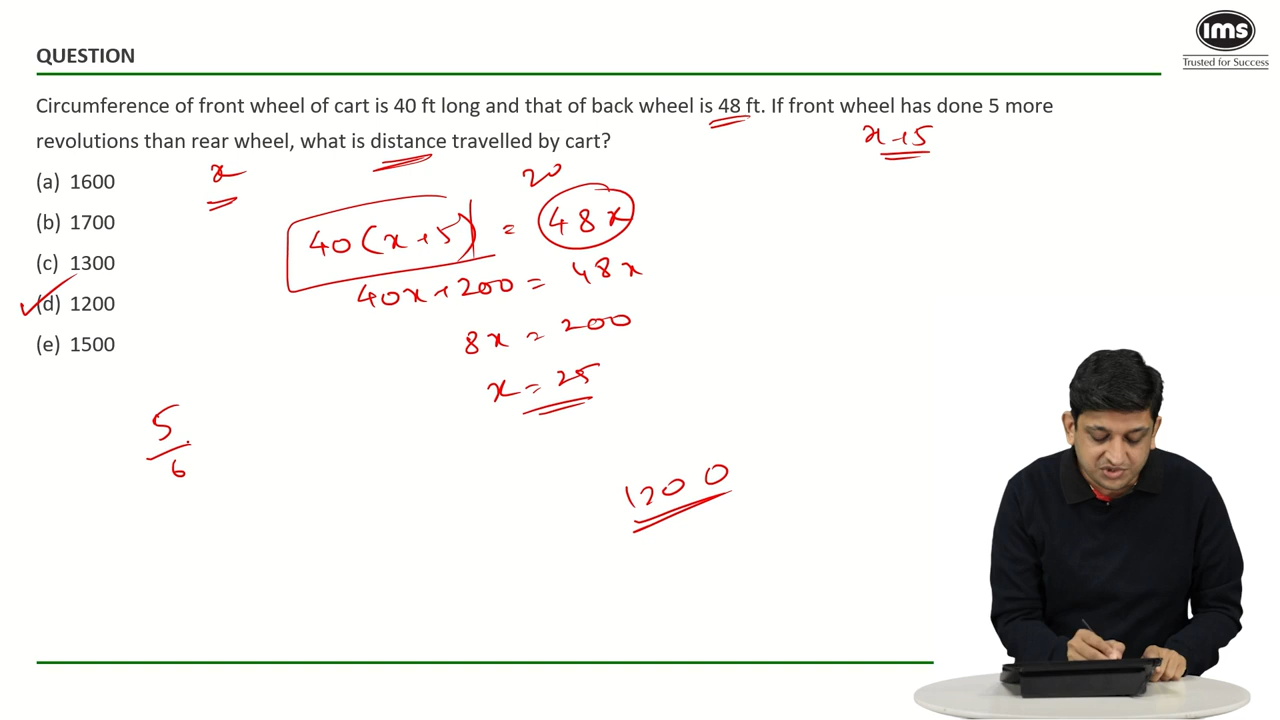 QUESTION
ims
Trusted for Success
Circumference of front wheel of cart is 40 ft long and that of back wheel is 48 ft. If front wheel has done 5 more
revolutions than rear wheel, what is distance travelled by cart?
x+5
x
(a) 1600
(b) 1700
(c) 1300
(d) 1200
(e) 1500
20
40(x+5) = 48x
40x+200 = 48x
8x = 200
x = 25
5/6
1200